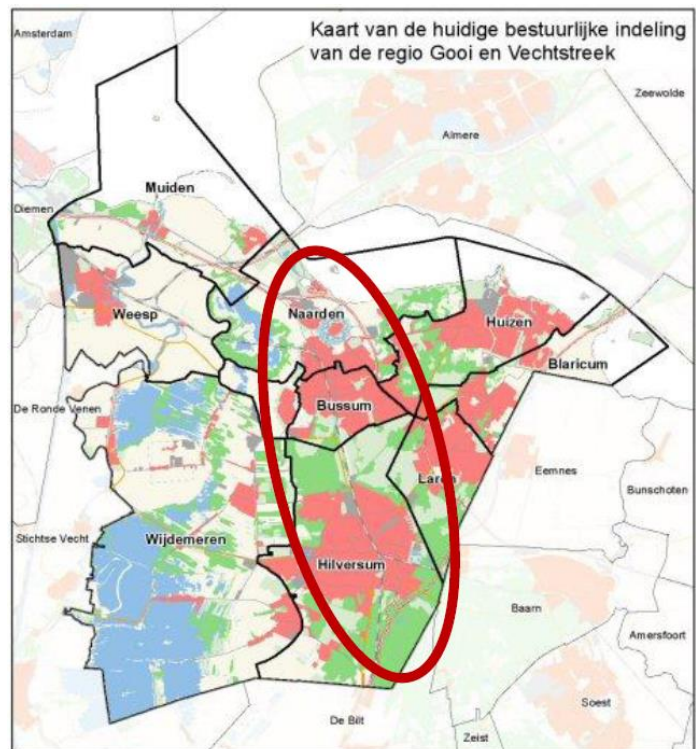 Kaart van de huidige bestuurlijke indeling
van de regio Gooi en Vechtstreek
Amsterdam
Zeewolde
Almere
Muiden
Diemen
Weesp
Naarden
Huizen
Blaricum
De Ronde Venen
Bussum
Laren
Eemnes
Bunschoten
Stichtse Vecht
Wijdemeren
Hilversum
Baarn
Amersfoort
Soest
De Bilt
Zeist